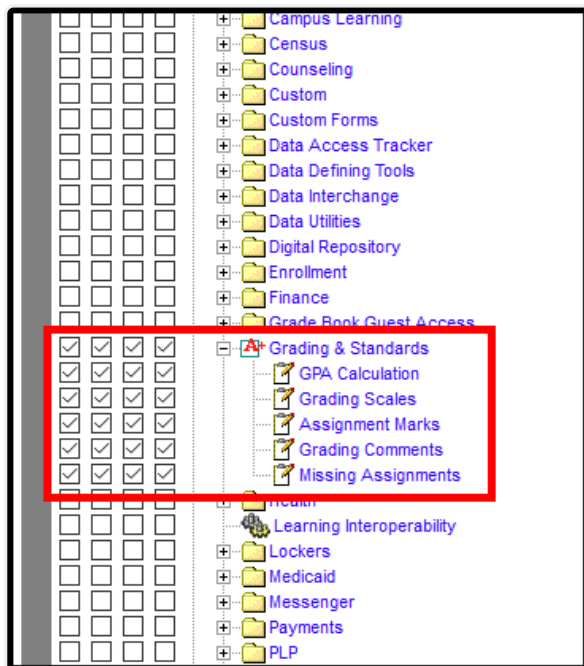 Campus Learning
Census
Counseling
Custom
Custom Forms
Data Access Tracker
Data Defining Tools
Data Interchange
Data Utilities
Digital Repository
Enrollment
Finance
Grade Book Guest Access
A+ Grading & Standards
GPA Calculation
Grading Scales
Assignment Marks
Grading Comments
Missing Assignments
Health
Learning Interoperability
Lockers
Medicaid
Messenger
Payments
PLP